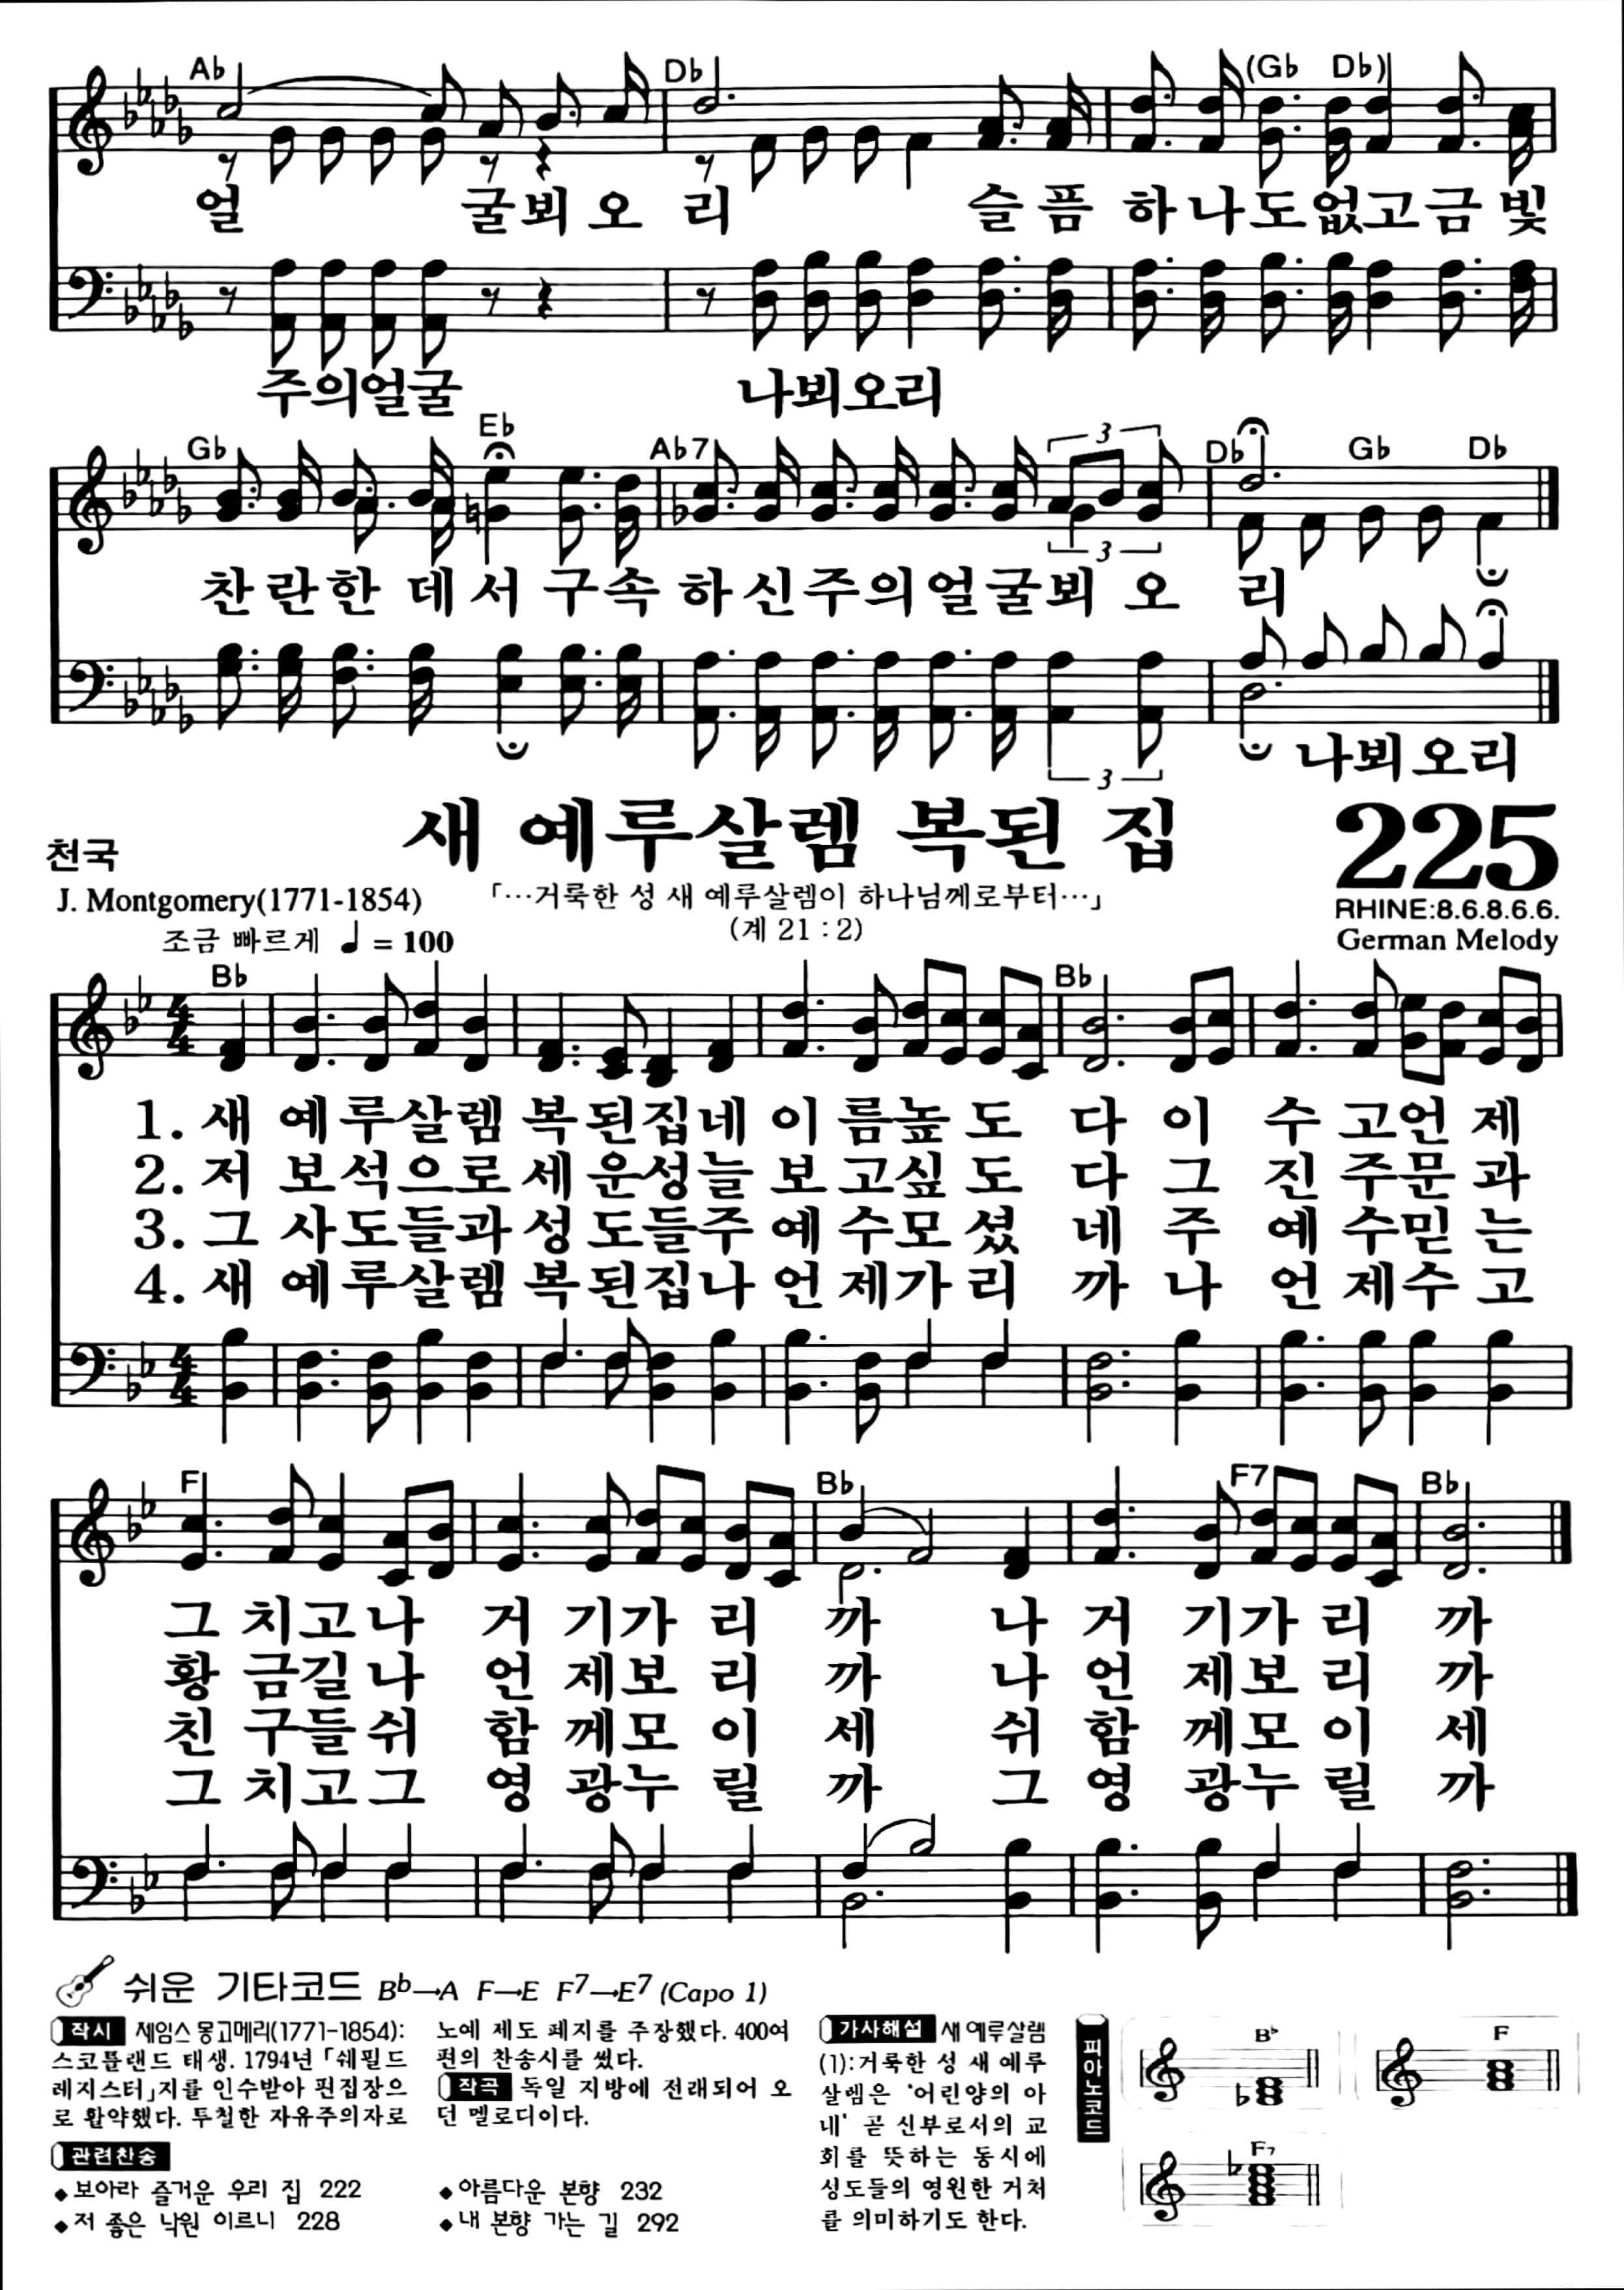 A♭ D♭ (G♭ D♭)
얼 굴뵈 오 리 슬 픔 하 나 도 없고 금 빛
주의얼굴 나뵈오리
G♭ E♭ A♭7 3 D♭ G♭ D♭
3
찬 란 한 데 서 구 속 하 신 주 의 얼 굴 뵈 오 리
3
나뵈 오리
새 예루살렘 복된 집
225
천국
J. Montgomery(1771-1854)
「…거룩한 성 새 예루살렘이 하나님께로부터…」
(계 21 : 2)
RHINE:8.6.8.6.6.
German Melody
조금 빠르게 ♩ = 100
B♭ B♭
4
4
1. 새 예 루 살 렘 복 된 집 네 이 름 높 도 다 이 수 고 언 제
2. 저 보 석 으 로 세 운 성 늘 보 고 싶 도 다 그 진 주 문 과
3. 그 사 도 들 과 성 도 들 주 예 수 모 셨 네 주 예 수 믿 는
4. 새 예 루 살 렘 복 된 집 나 언 제 가 리 까 나 언 제 수 고
4
4
F B♭ F7 B♭
그 치 고 나 거 기 가 리 까 나 거 기 가 리 까
황 금 길 나 언 제 보 리 까 나 언 제 보 리 까
친 구 들 쉬 함 께 모 이 세 쉬 함 께 모 이 세
그 치 고 그 영 광 누 릴 까 그 영 광 누 릴 까
쉬운 기타코드 B♭→A F→E F7→E7 (Capo 1)
작시 제임스 몽고메리(1771-1854):
스코틀랜드 태생. 1794년 「쉐필드
레지스터」지를 인수받아 편집장으
로 활약했다. 투철한 자유주의자로
노예 제도 폐지를 주장했다. 400여
편의 찬송시를 썼다.
작곡 독일 지방에 전래되어 오
던 멜로디이다.
관련찬송
◆보아라 즐거운 우리 집 222
◆저 좋은 낙원 이르니 228
◆아름다운 본향 232
◆내 본향 가는 길 292
가사해설 새예루살렘
(1):거룩한 성 새 예루
살렘은 '어린양의 아
내' 곧 신부로서의 교
회를 뜻하는 동시에
성도들의 영원한 거처
를 의미하기도 한다.
피아노코드
B♭ F
F7